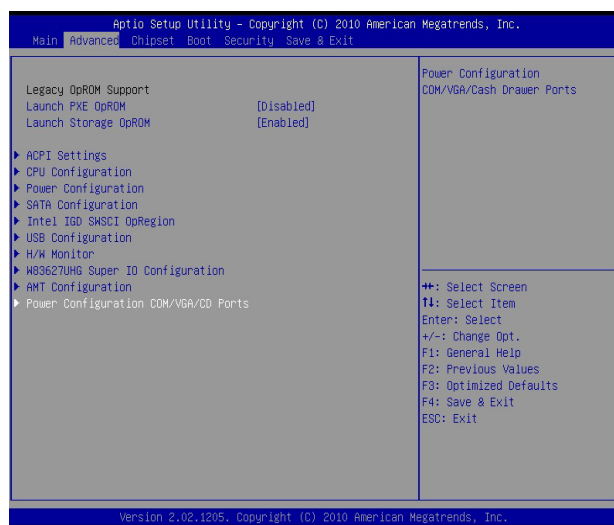 Aptio Setup Utility – Copyright (C) 2010 American Megatrends, Inc.
Main Advanced Chipset Boot Security Save & Exit
Legacy OpROM Support
Launch PXE OpROM [Disabled]
Launch Storage OpROM [Enabled]
ACPI Settings
CPU Configuration
Power Configuration
SATA Configuration
Intel IGD SWSCI OpRegion
USB Configuration
H/W Monitor
W83627UHG Super IO Configuration
AMT Configuration
Power Configuration COM/VGA/CD Ports
Power Configuration
COM/VGA/Cash Drawer Ports
→←: Select Screen
↑↓: Select Item
Enter: Select
+/-: Change Opt.
F1: General Help
F2: Previous Values
F3: Optimized Defaults
F4: Save & Exit
ESC: Exit
Version 2.02.1205. Copyright (C) 2010 American Megatrends, Inc.